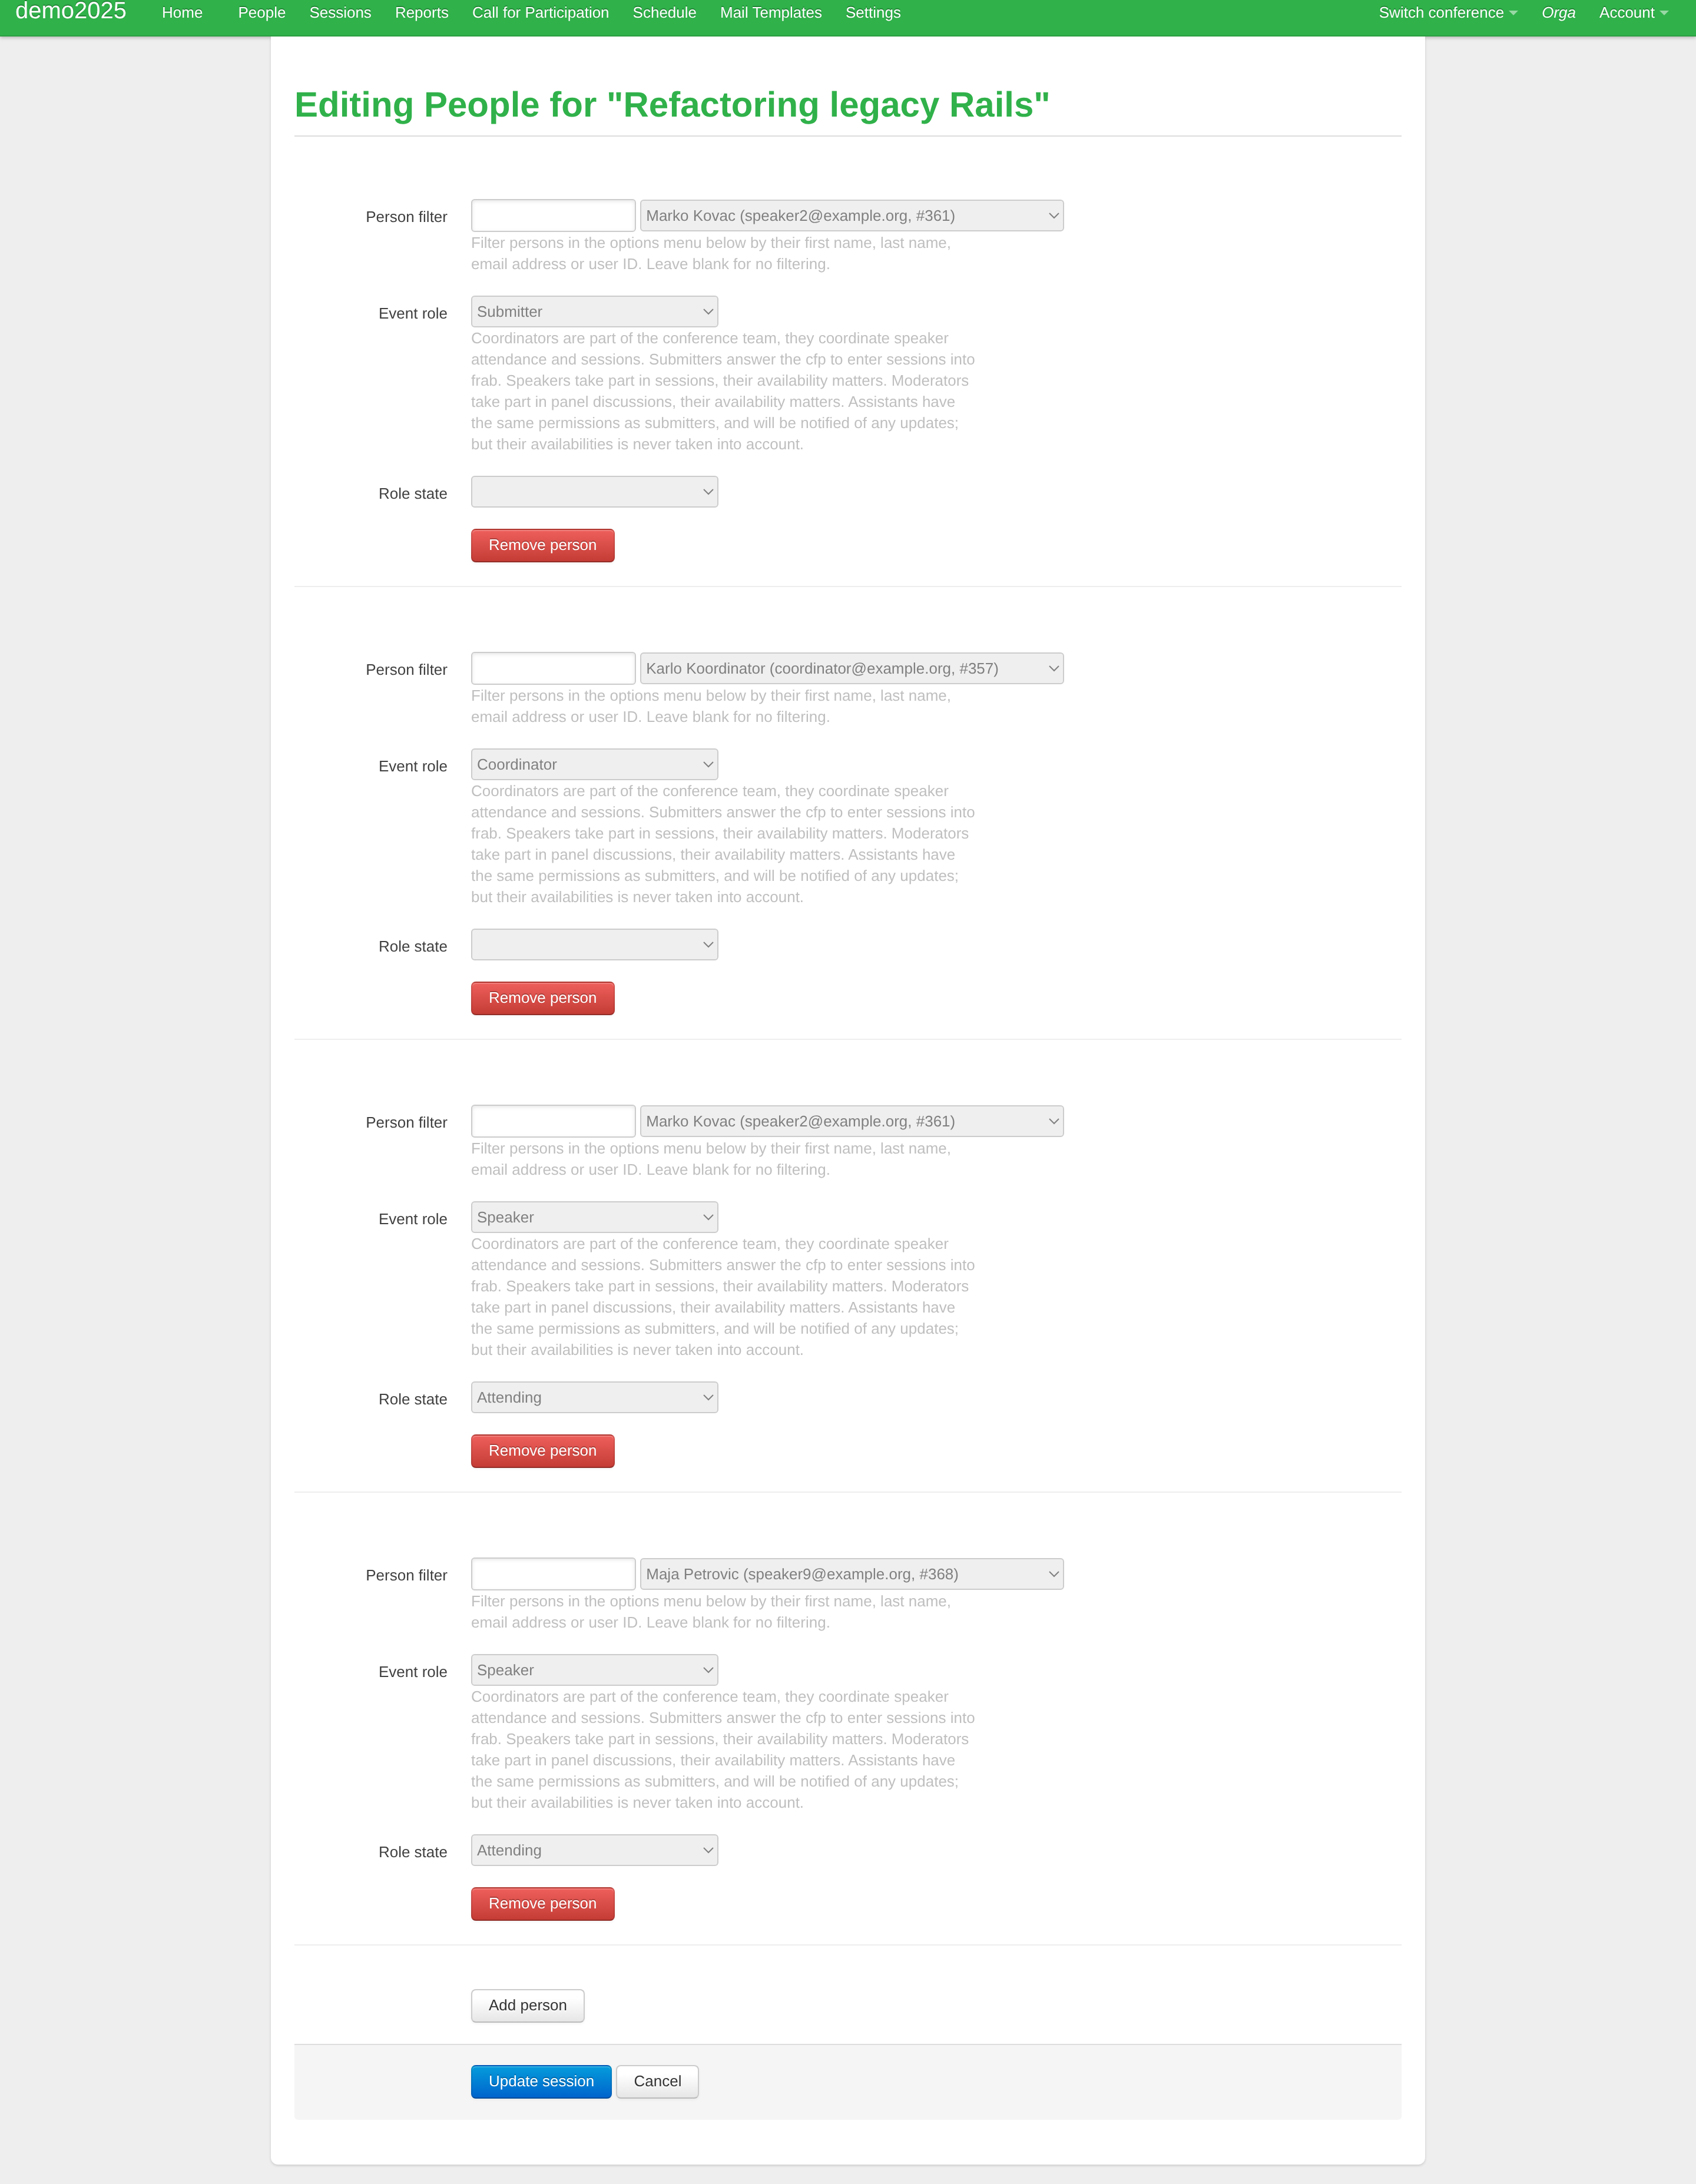 demo2025 Home People Sessions Reports Call for Participation Schedule Mail Templates Settings Switch conference Orga Account
Editing People for "Refactoring legacy Rails"
Person filter Marko Kovac (speaker2@example.org, #361)
Filter persons in the options menu below by their first name, last name,
email address or user ID. Leave blank for no filtering.
Event role Submitter
Coordinators are part of the conference team, they coordinate speaker
attendance and sessions. Submitters answer the cfp to enter sessions into
frab. Speakers take part in sessions, their availability matters. Moderators
take part in panel discussions, their availability matters. Assistants have
the same permissions as submitters, and will be notified of any updates;
but their availabilities is never taken into account.
Role state
Remove person
Person filter Karlo Koordinator (coordinator@example.org, #357)
Filter persons in the options menu below by their first name, last name,
email address or user ID. Leave blank for no filtering.
Event role Coordinator
Coordinators are part of the conference team, they coordinate speaker
attendance and sessions. Submitters answer the cfp to enter sessions into
frab. Speakers take part in sessions, their availability matters. Moderators
take part in panel discussions, their availability matters. Assistants have
the same permissions as submitters, and will be notified of any updates;
but their availabilities is never taken into account.
Role state
Remove person
Person filter Marko Kovac (speaker2@example.org, #361)
Filter persons in the options menu below by their first name, last name,
email address or user ID. Leave blank for no filtering.
Event role Speaker
Coordinators are part of the conference team, they coordinate speaker
attendance and sessions. Submitters answer the cfp to enter sessions into
frab. Speakers take part in sessions, their availability matters. Moderators
take part in panel discussions, their availability matters. Assistants have
the same permissions as submitters, and will be notified of any updates;
but their availabilities is never taken into account.
Role state Attending
Remove person
Person filter Maja Petrovic (speaker9@example.org, #368)
Filter persons in the options menu below by their first name, last name,
email address or user ID. Leave blank for no filtering.
Event role Speaker
Coordinators are part of the conference team, they coordinate speaker
attendance and sessions. Submitters answer the cfp to enter sessions into
frab. Speakers take part in sessions, their availability matters. Moderators
take part in panel discussions, their availability matters. Assistants have
the same permissions as submitters, and will be notified of any updates;
but their availabilities is never taken into account.
Role state Attending
Remove person
Add person
Update session Cancel